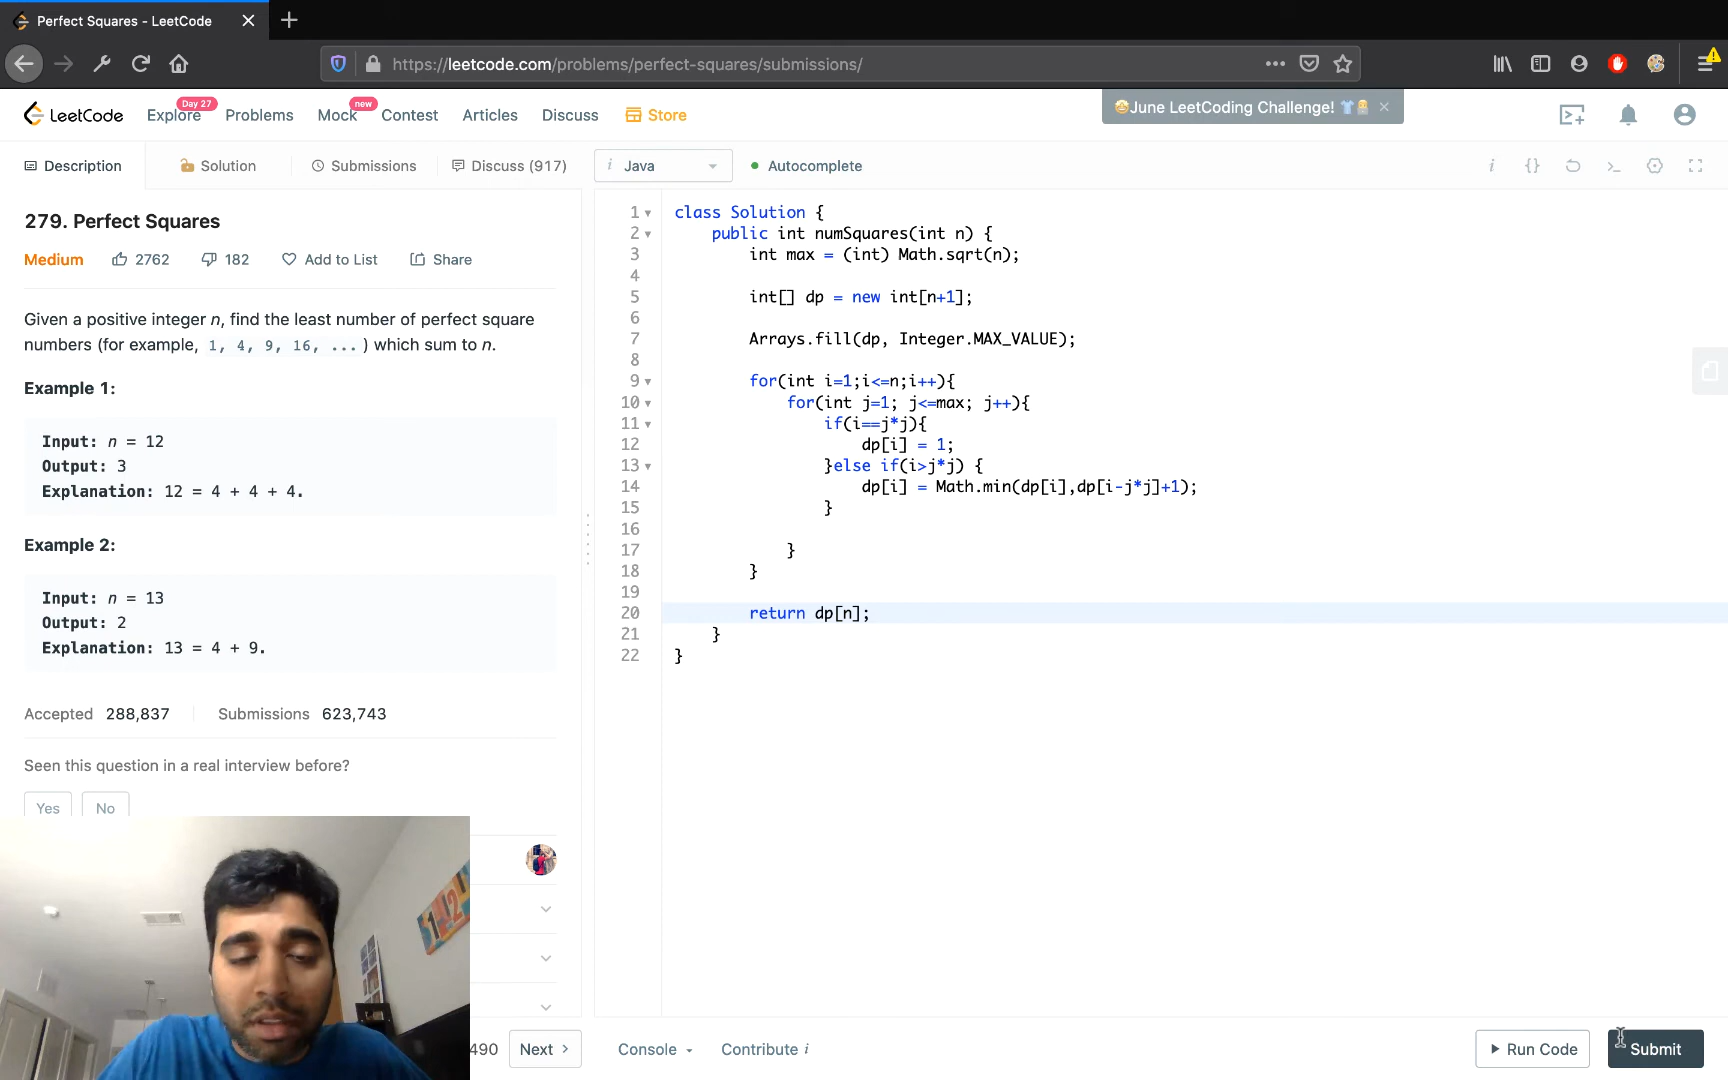 Perfect Squares - LeetCode
https://leetcode.com/problems/perfect-squares/submissions/
LeetCode
Explore
Day 27
Problems
Mock
new
Contest
Articles
Discuss
Store
June LeetCoding Challenge!
Description
Solution
Submissions
Discuss (917)
i Java
Autocomplete
279. Perfect Squares
Medium
2762
182
Add to List
Share
Given a positive integer n, find the least number of perfect square
numbers (for example, 1, 4, 9, 16, ... ) which sum to n.
Example 1:
Input: n = 12
Output: 3
Explanation: 12 = 4 + 4 + 4.
Example 2:
Input: n = 13
Output: 2
Explanation: 13 = 4 + 9.
Accepted 288,837
Submissions 623,743
Seen this question in a real interview before?
Yes
No
1 class Solution {
2 public int numSquares(int n) {
3 int max = (int) Math.sqrt(n);
4
5 int[] dp = new int[n+1];
6
7 Arrays.fill(dp, Integer.MAX_VALUE);
8
9 for(int i=1;i<=n;i++){
10 for(int j=1; j<=max; j++){
11 if(i==j*j){
12 dp[i] = 1;
13 }else if(i>j*j) {
14 dp[i] = Math.min(dp[i],dp[i-j*j]+1);
15 }
16
17 }
18 }
19
20 return dp[n];
21 }
22 }
490
Next >
Console
Contribute i
Run Code
Submit